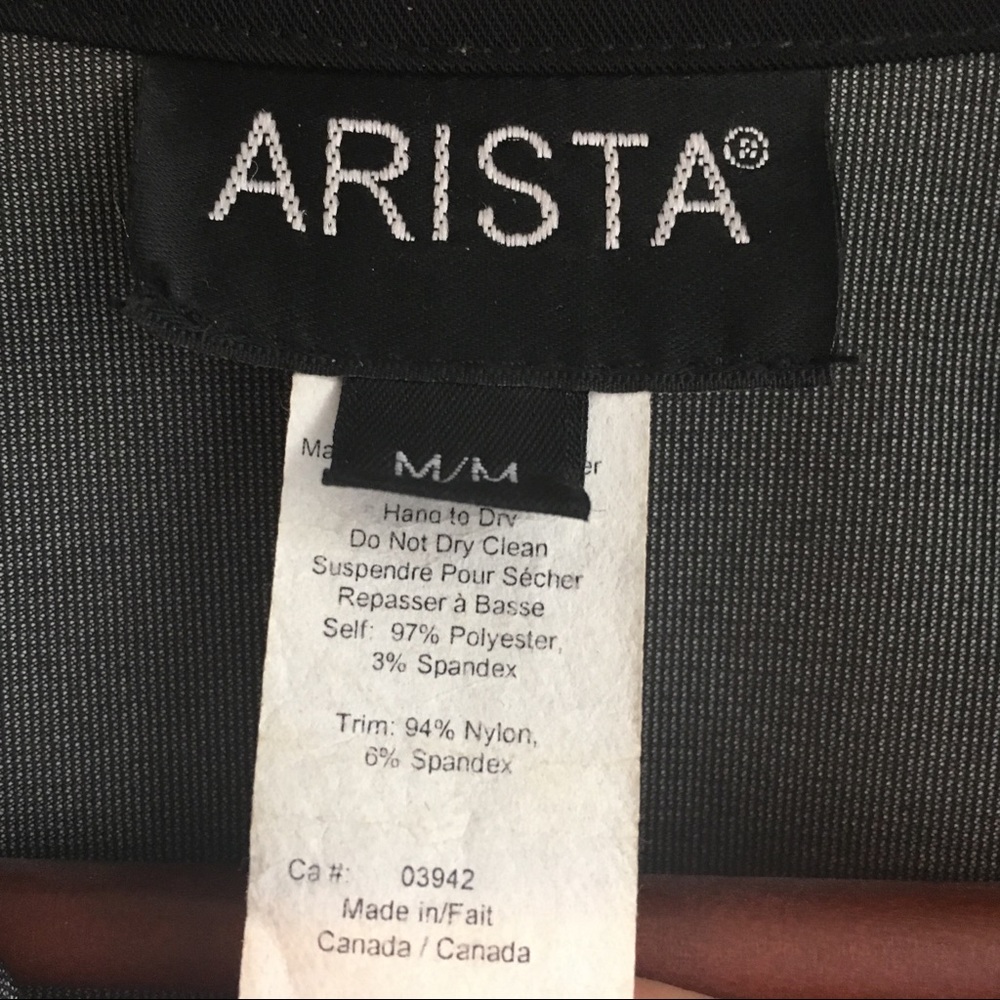 ARISTA®
M/M
Hang to Dry
Do Not Dry Clean
Suspendre Pour Sécher
Repasser à Basse
Self: 97% Polyester,
3% Spandex
Trim: 94% Nylon,
6% Spandex
Ca #: 03942
Made in/Fait
Canada / Canada